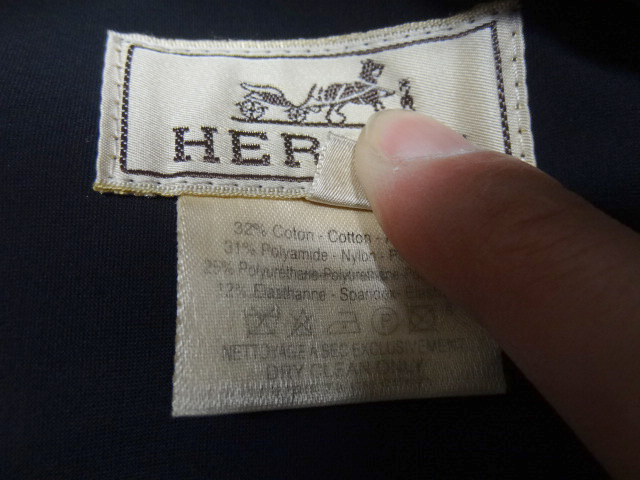 HER
32% Coton - Cotton -
31% Polyamide - Nylon - P
25% Polyuréthane-Polyurethane-P
12% Elasthanne - Spandex-
P
NETTOYAGE A SEC EXCLUSIVEMENT
DRY CLEAN ONLY